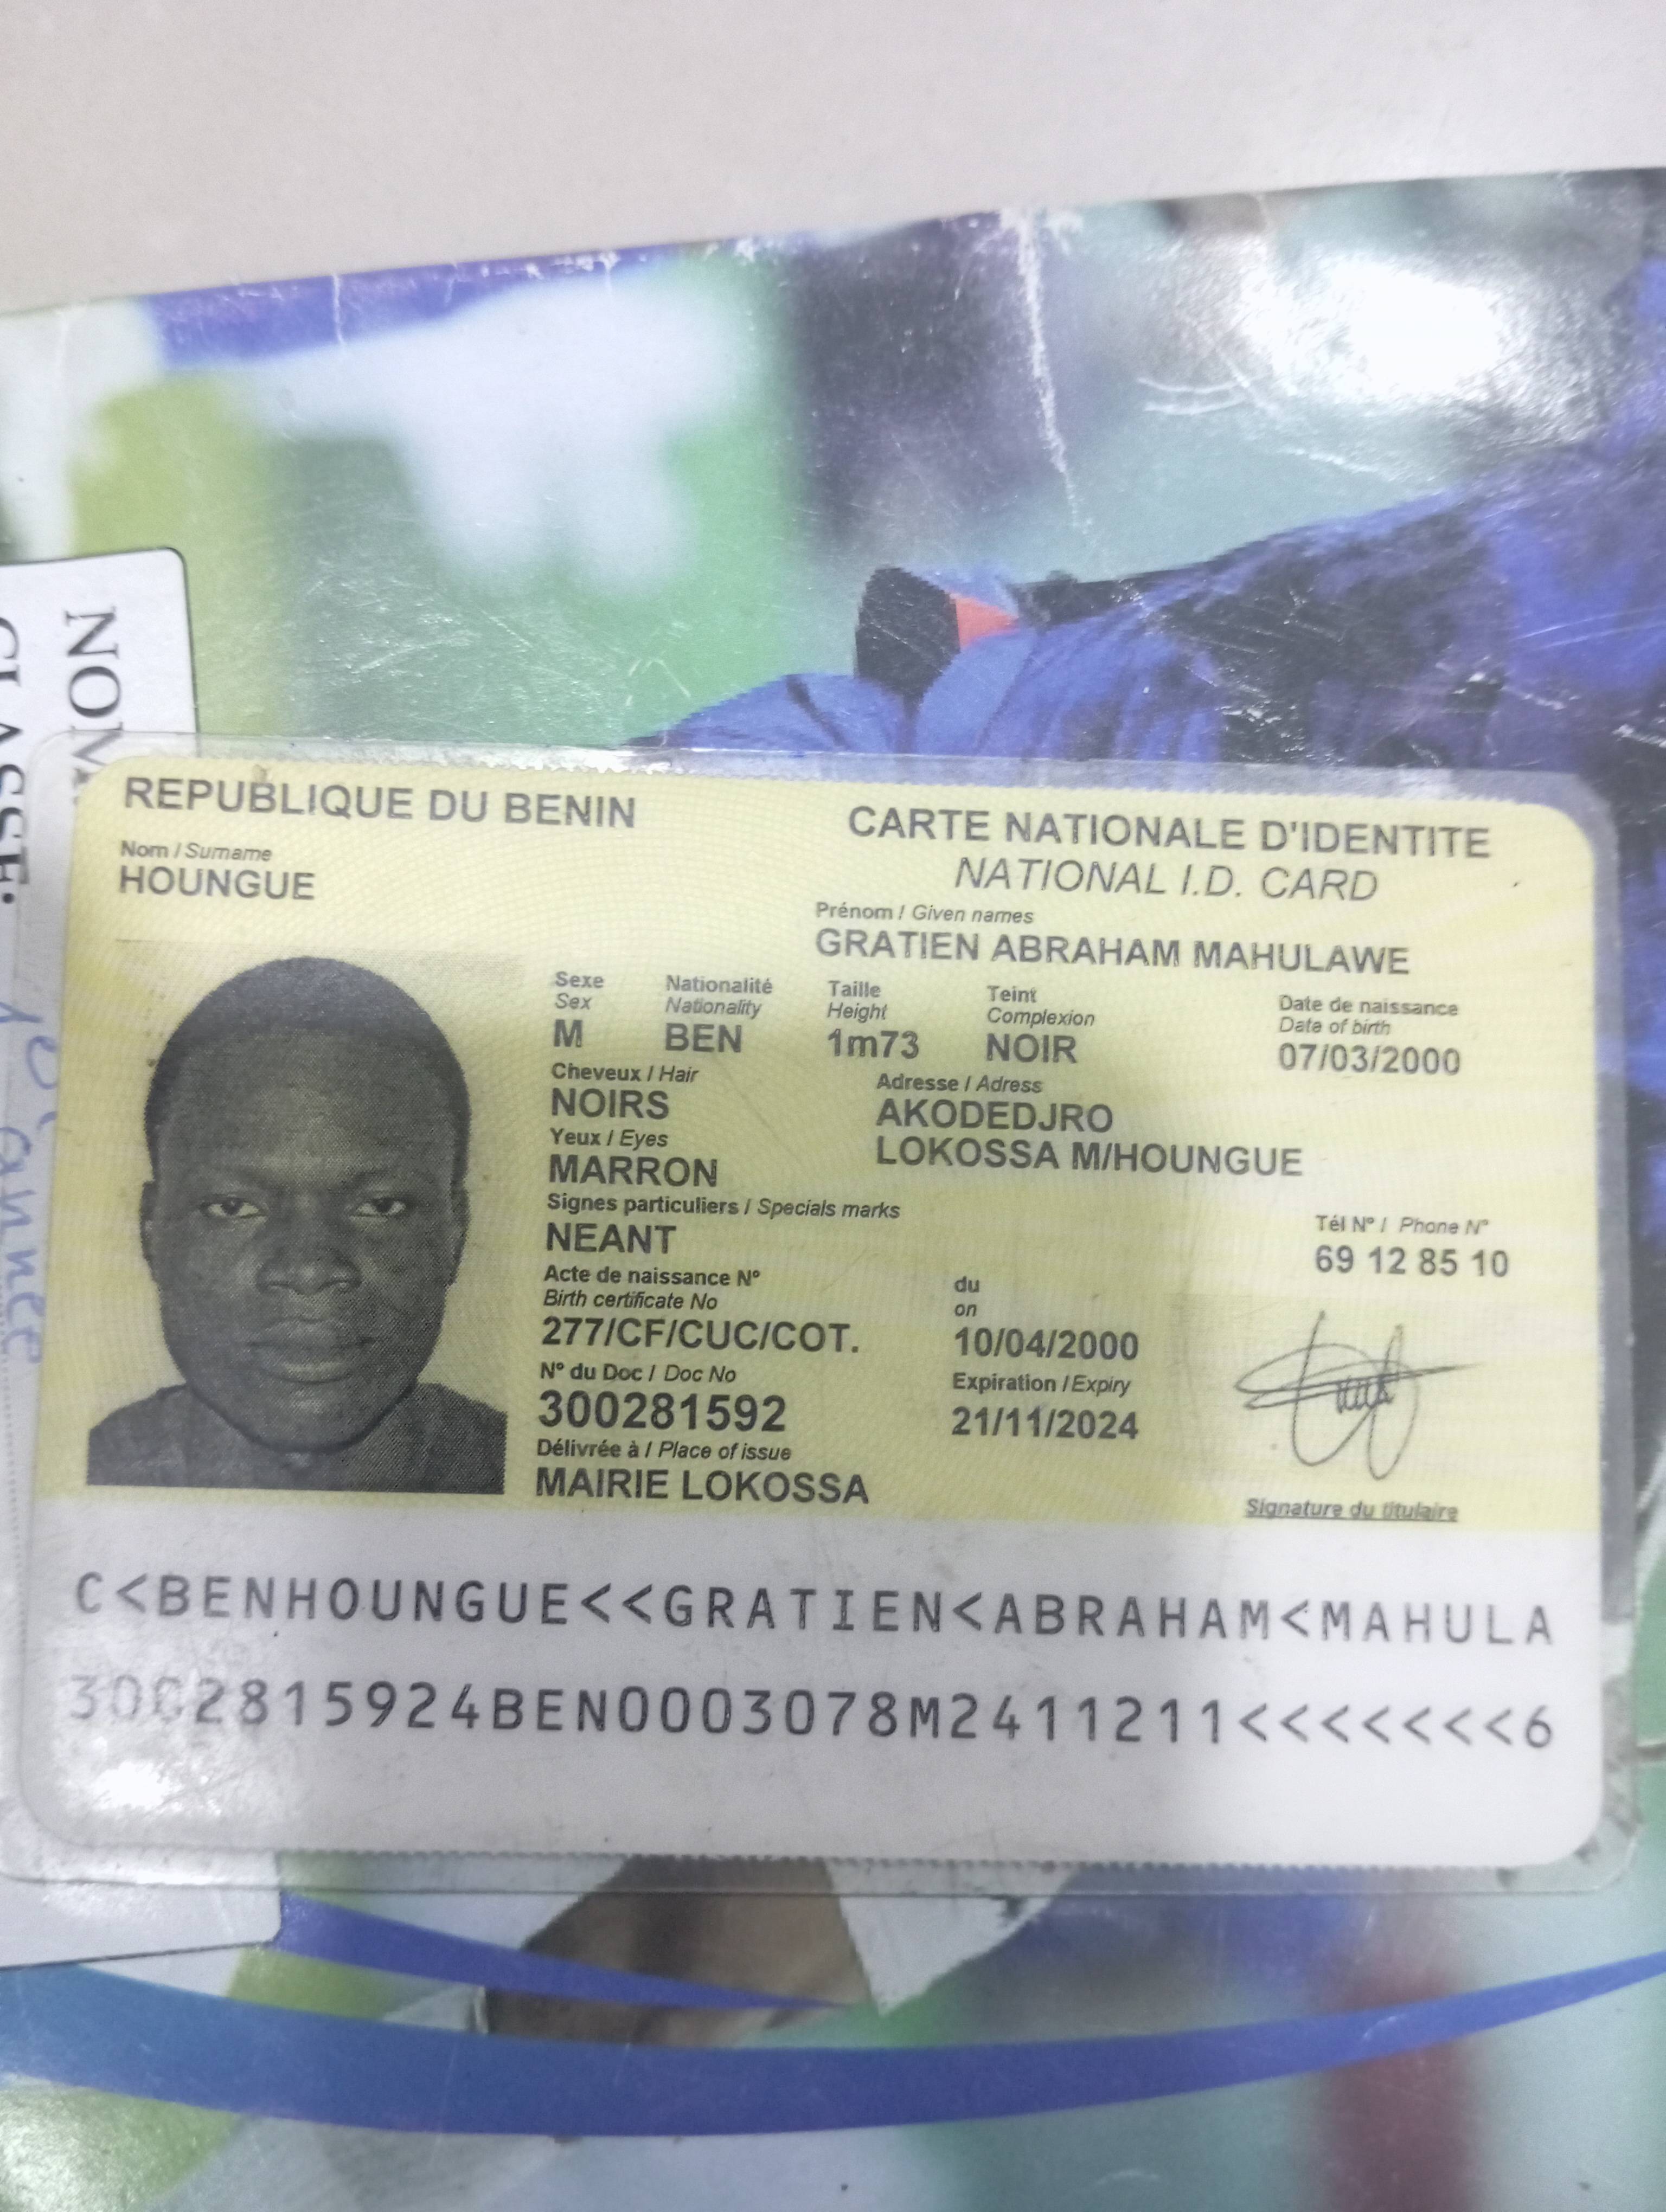 REPUBLIQUE DU BENIN
CARTE NATIONALE D'IDENTITE
NATIONAL I.D. CARD
Nom / Surname
HOUNGUE
Prénom / Given names
GRATIEN ABRAHAM MAHULAWE
Sexe Nationalité Taille Teint Date de naissance
Sex Nationality Height Complexion Date of birth
M BEN 1m73 NOIR 07/03/2000
Cheveux / Hair Adresse / Adress
NOIRS AKODEDJRO
Yeux / Eyes LOKOSSA M/HOUNGUE
MARRON
Signes particuliers / Specials marks
NEANT
Tél N° / Phone N°
69 12 85 10
Acte de naissance N° du
Birth certificate No on
277/CF/CUC/COT. 10/04/2000
N° du Doc / Doc No Expiration / Expiry
300281592 21/11/2024
Délivrée à / Place of issue
MAIRIE LOKOSSA
Signature du titulaire
C<BENHOUNGUE<<GRATIEN<ABRAHAM<MAHULA
3002815924BEN0003078M2411211<<<<<<<6
CLASSE:
année